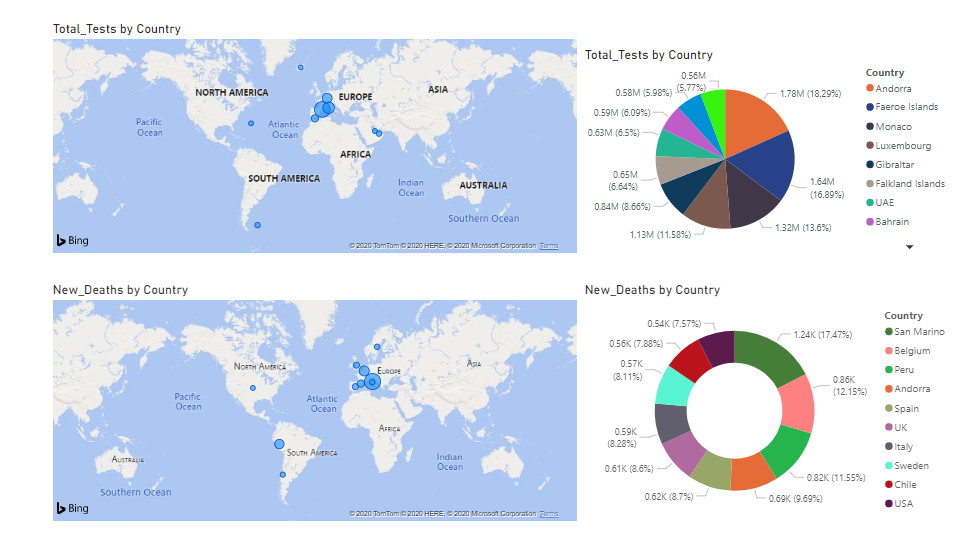 Total_Tests by Country
NORTH AMERICA
EUROPE
ASIA
Pacific
Ocean
Atlantic
Ocean
AFRICA
SOUTH AMERICA
Indian
Ocean
AUSTRALIA
Southern Ocean
Bing
© 2020 TomTom © 2020 HERE, © 2020 Microsoft Corporation Terms
Total_Tests by Country
0.56M
(5.77%)
0.58M (5.98%)
0.59M (6.09%)
0.63M (6.5%)
0.65M
(6.64%)
0.84M (8.66%)
1.13M (11.58%)
1.32M (13.6%)
1.64M
(16.89%)
1.78M (18.29%)
Country
Andorra
Faeroe Islands
Monaco
Luxembourg
Gibraltar
Falkland Islands
UAE
Bahrain
New_Deaths by Country
NORTH AMERICA
EUROPE
ASIA
Pacific
Ocean
Atlantic
Ocean
AFRICA
SOUTH AMERICA
Indian
Ocean
AUSTRALIA
Southern Ocean
Bing
© 2020 TomTom © 2020 HERE, © 2020 Microsoft Corporation Terms
New_Deaths by Country
0.54K (7.57%)
0.56K (7.88%)
0.57K
(8.11%)
0.59K
(8.28%)
0.61K (8.6%)
0.62K (8.7%)
0.69K (9.69%)
0.82K (11.55%)
0.86K
(12.15%)
1.24K (17.47%)
Country
San Marino
Belgium
Peru
Andorra
Spain
UK
Italy
Sweden
Chile
USA